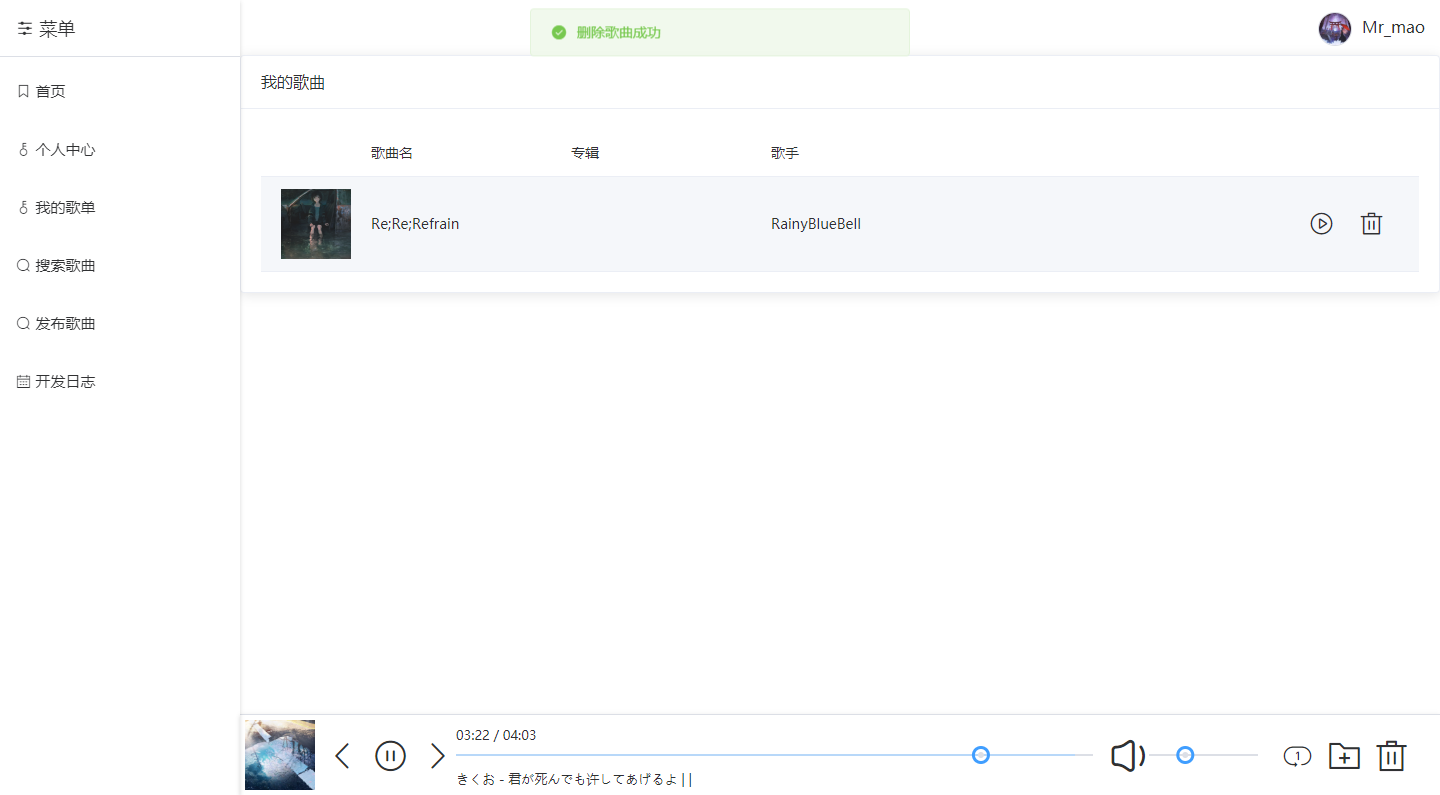 菜单
删除歌曲成功
Mr_mao
首页
个人中心
我的歌单
搜索歌曲
发布歌曲
开发日志
我的歌曲
歌曲名 专辑 歌手
Re;Re;Refrain RainyBlueBell
03:22 / 04:03
きくお - 君が死んでも许してあげるよ | |
1